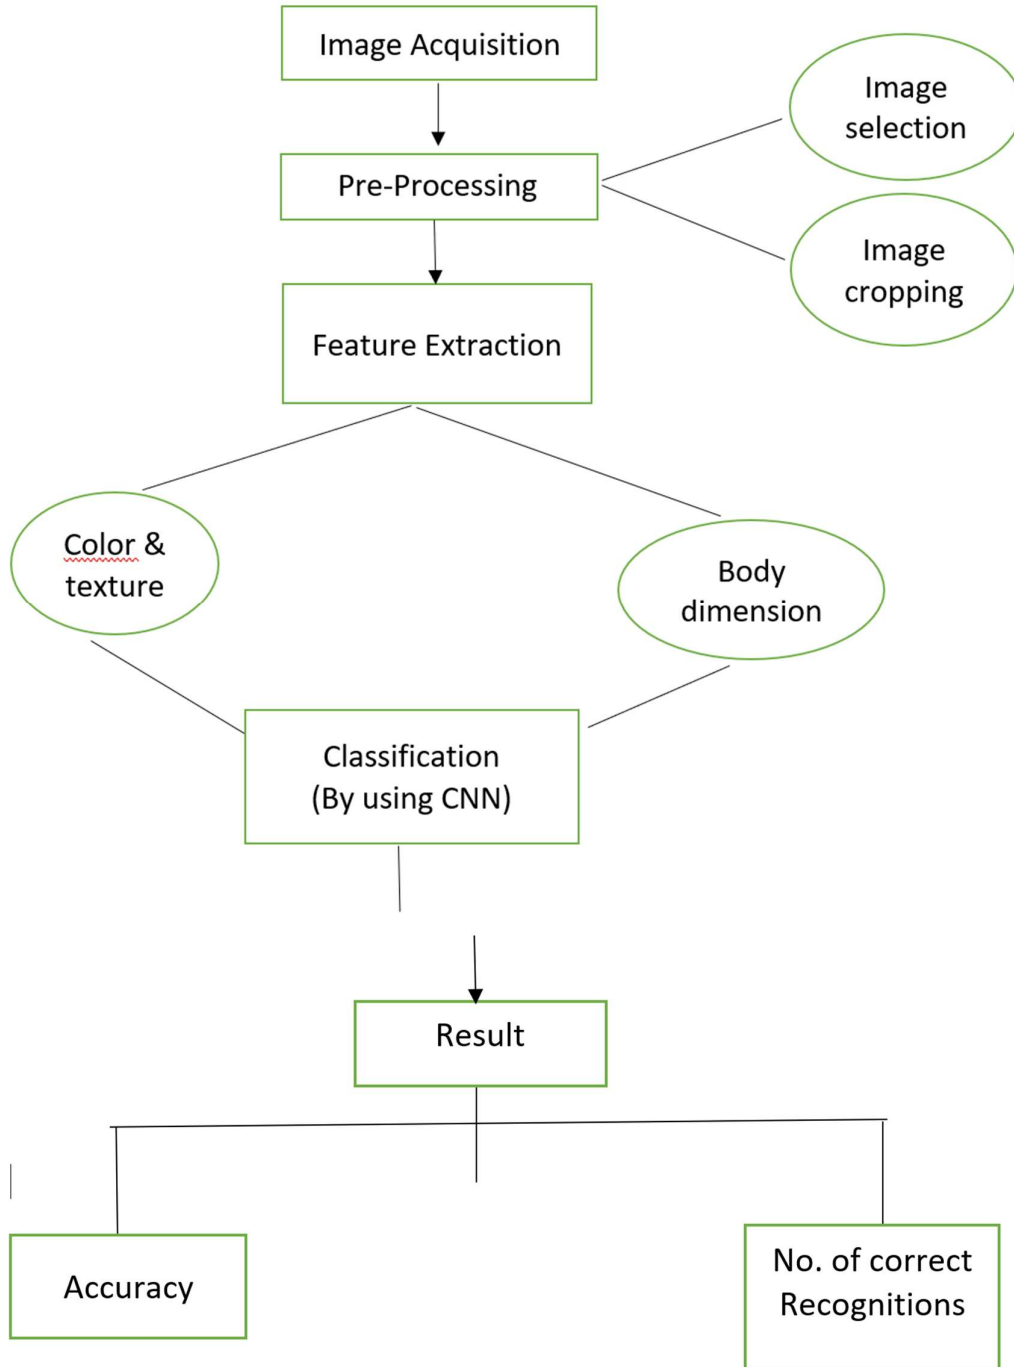 Image Acquisition
Image
selection
Pre-Processing
Image
cropping
Feature Extraction
Color &
texture
Body
dimension
Classification
(By using CNN)
Result
Accuracy
No. of correct
Recognitions